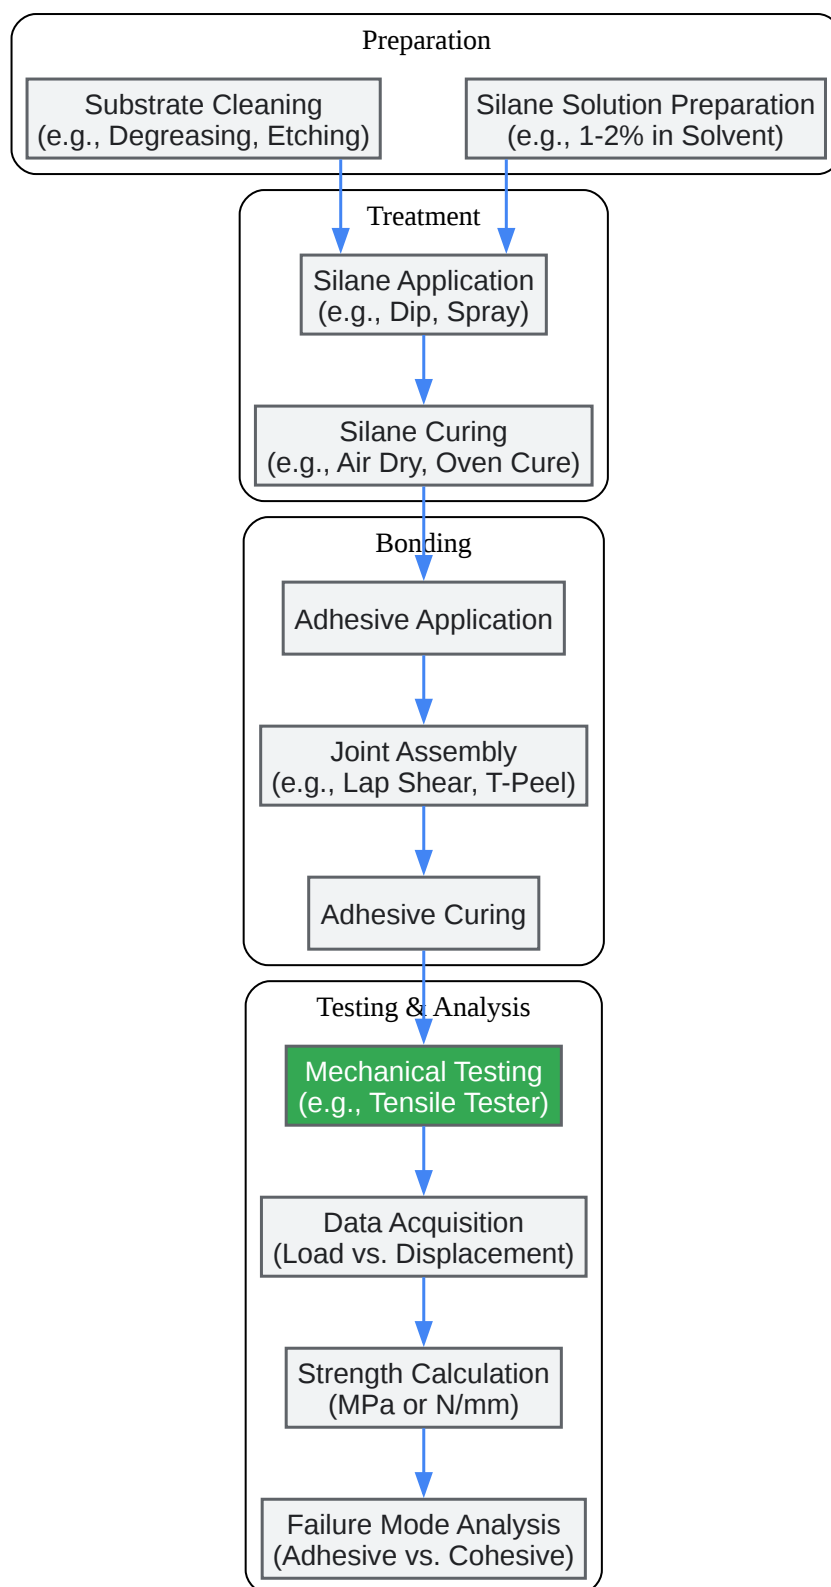 Preparation
Substrate Cleaning
(e.g., Degreasing, Etching)
Silane Solution Preparation
(e.g., 1-2% in Solvent)
Treatment
Silane Application
(e.g., Dip, Spray)
Silane Curing
(e.g., Air Dry, Oven Cure)
Bonding
Adhesive Application
Joint Assembly
(e.g., Lap Shear, T-Peel)
Adhesive Curing
Testing & Analysis
Mechanical Testing
(e.g., Tensile Tester)
Data Acquisition
(Load vs. Displacement)
Strength Calculation
(MPa or N/mm)
Failure Mode Analysis
(Adhesive vs. Cohesive)